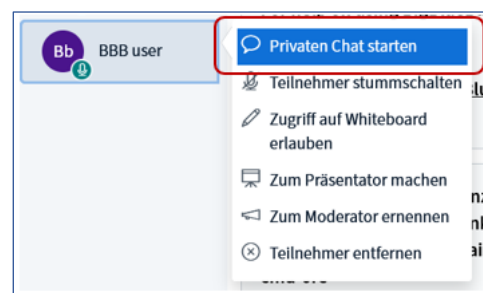 Bb BBB user
Privaten Chat starten
Teilnehmer stummschalten
Zugriff auf Whiteboard
erlauben
Zum Präsentator machen
Zum Moderator ernennen
Teilnehmer entfernen